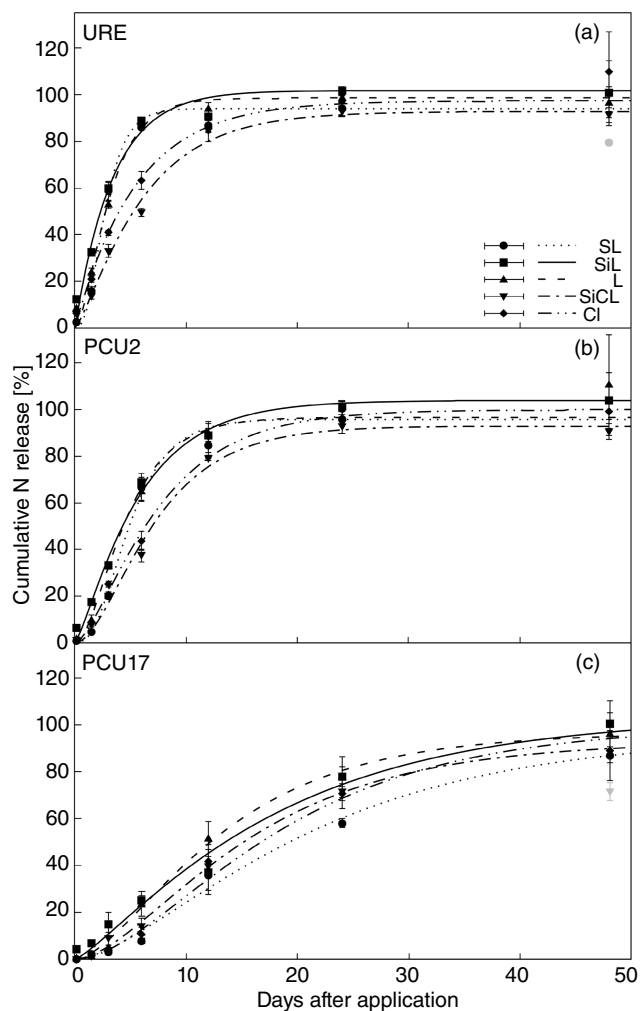 URE
(a)
120
100
80
60
40
20
0
SL
SiL
L
SiCL
Cl
PCU2
(b)
120
100
80
60
40
20
0
Cumulative N release [%]
PCU17
(c)
120
100
80
60
40
20
0
0 10 20 30 40 50
Days after application